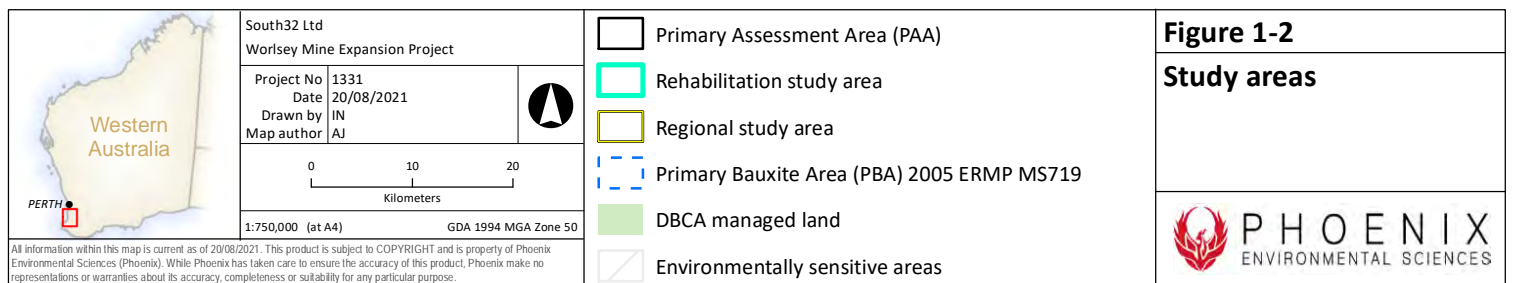 Western
Australia
PERTH
South32 Ltd
Worlsey Mine Expansion Project
Project No 1331
Date 20/08/2021
Drawn by IN
Map author AJ
0 10 20
Kilometers
1:750,000 (at A4) GDA 1994 MGA Zone 50
All information within this map is current as of 20/08/2021. This product is subject to COPYRIGHT and is property of Phoenix
Environmental Sciences (Phoenix). While Phoenix has taken care to ensure the accuracy of this product, Phoenix make no
representations or warranties about its accuracy, completeness or suitability for any particular purpose.
Primary Assessment Area (PAA)
Rehabilitation study area
Regional study area
Primary Bauxite Area (PBA) 2005 ERMP MS719
DBCA managed land
Environmentally sensitive areas
Figure 1-2
Study areas
PHOENIX
ENVIRONMENTAL SCIENCES